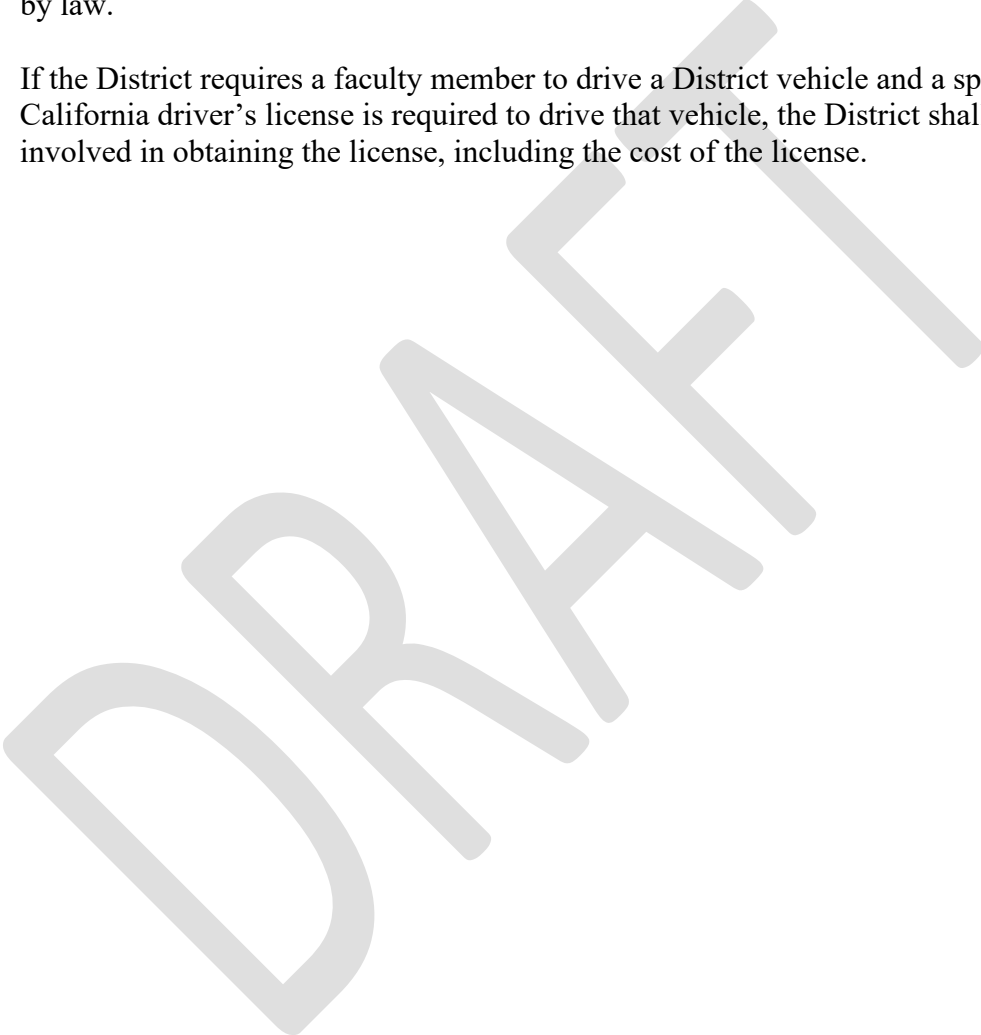 by law.
If the District requires a faculty member to drive a District vehicle and a sp
California driver’s license is required to drive that vehicle, the District shal
involved in obtaining the license, including the cost of the license.
DRAFT